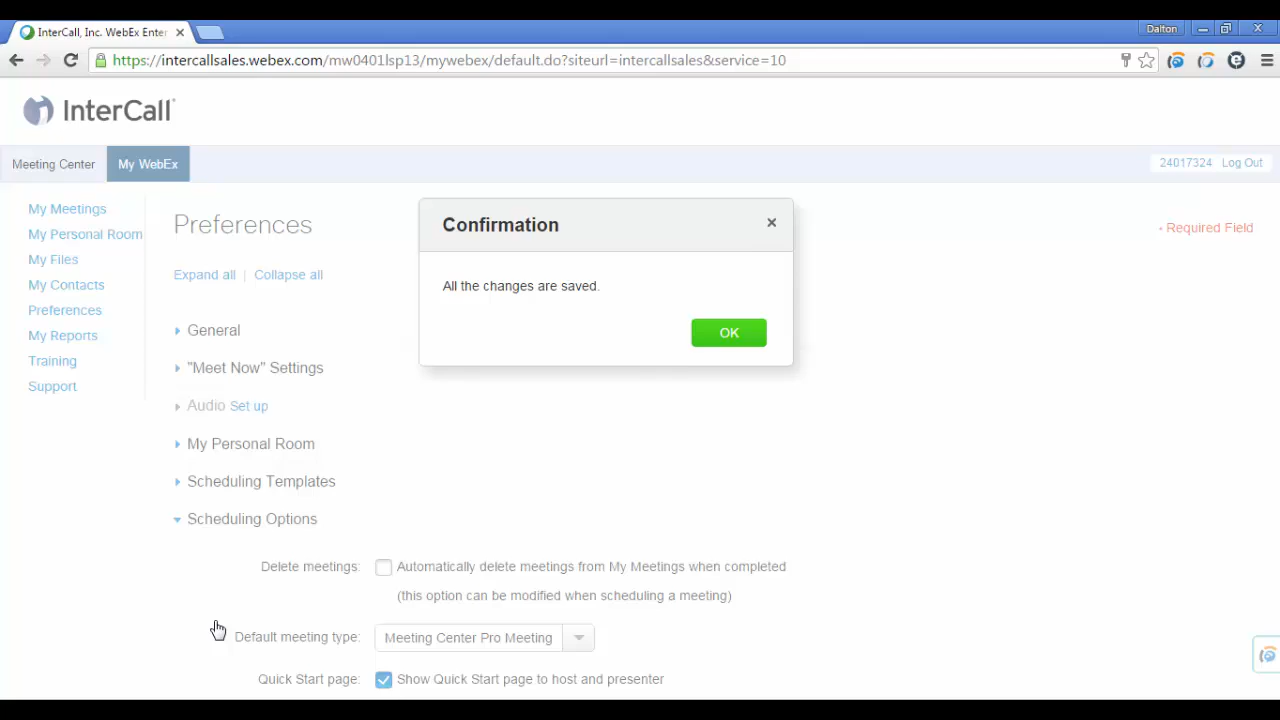 InterCall, Inc. WebEx Enter
Dalton
https://intercallsales.webex.com/mw0401lsp13/mywebex/default.do?siteurl=intercallsales&service=10
InterCall
Meeting Center
My WebEx
24017324 Log Out
My Meetings
My Personal Room
My Files
My Contacts
Preferences
My Reports
Training
Support
Preferences
Required Field
Expand all | Collapse all
General
"Meet Now" Settings
Audio Set up
My Personal Room
Scheduling Templates
Scheduling Options
Delete meetings: Automatically delete meetings from My Meetings when completed
(this option can be modified when scheduling a meeting)
Default meeting type: Meeting Center Pro Meeting
Quick Start page: Show Quick Start page to host and presenter
Confirmation
All the changes are saved.
OK